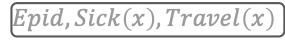 Epid, Sick(x), Travel(x)